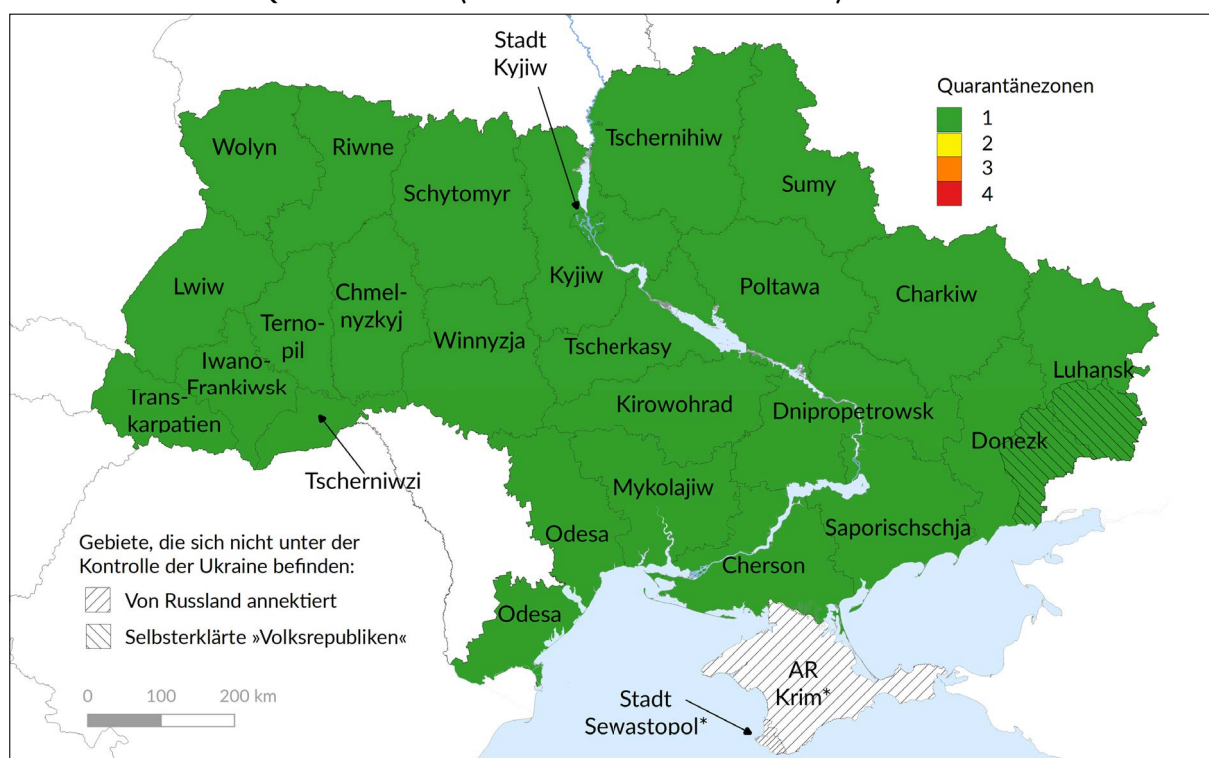 Stadt
Kyjiw
Quarantänezonen
1
2
3
4
Wolyn
Riwne
Tschernihiw
Schytomyr
Sumy
Lwiw
Kyjiw
Poltawa
Charkiw
Chmel-
nyzkyj
Terno-
pil
Winnyzja
Tscherkasy
Iwano-
Frankiwsk
Luhansk
Trans-
karpatien
Kirowohrad
Dnipropetrowsk
Donezk
Tscherniwzi
Mykolajiw
Odesa
Saporischschja
Cherson
Gebiete, die sich nicht unter der
Kontrolle der Ukraine befinden:
Von Russland annektiert
Selbsterklärte »Volksrepubliken«
Odesa
AR
Krim*
Stadt
Sewastopol*
0 100 200 km